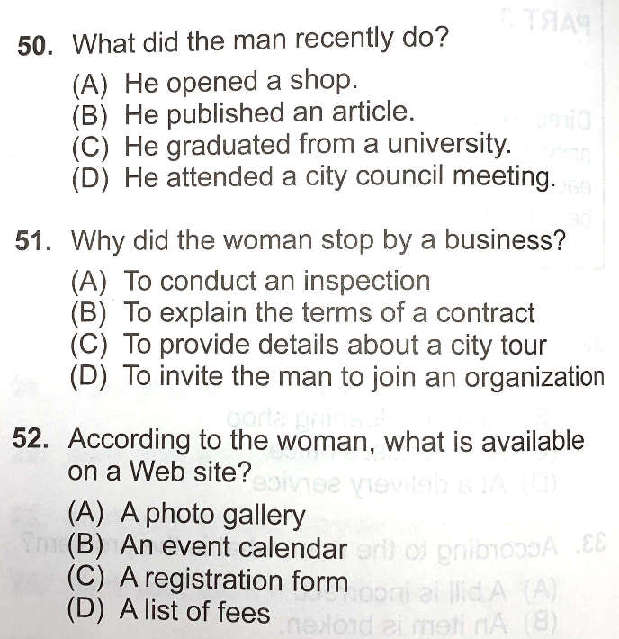 50. What did the man recently do?
(A) He opened a shop.
(B) He published an article.
(C) He graduated from a university.
(D) He attended a city council meeting.
51. Why did the woman stop by a business?
(A) To conduct an inspection
(B) To explain the terms of a contract
(C) To provide details about a city tour
(D) To invite the man to join an organization
52. According to the woman, what is available
on a Web site?
(A) A photo gallery
(B) An event calendar
(C) A registration form
(D) A list of fees